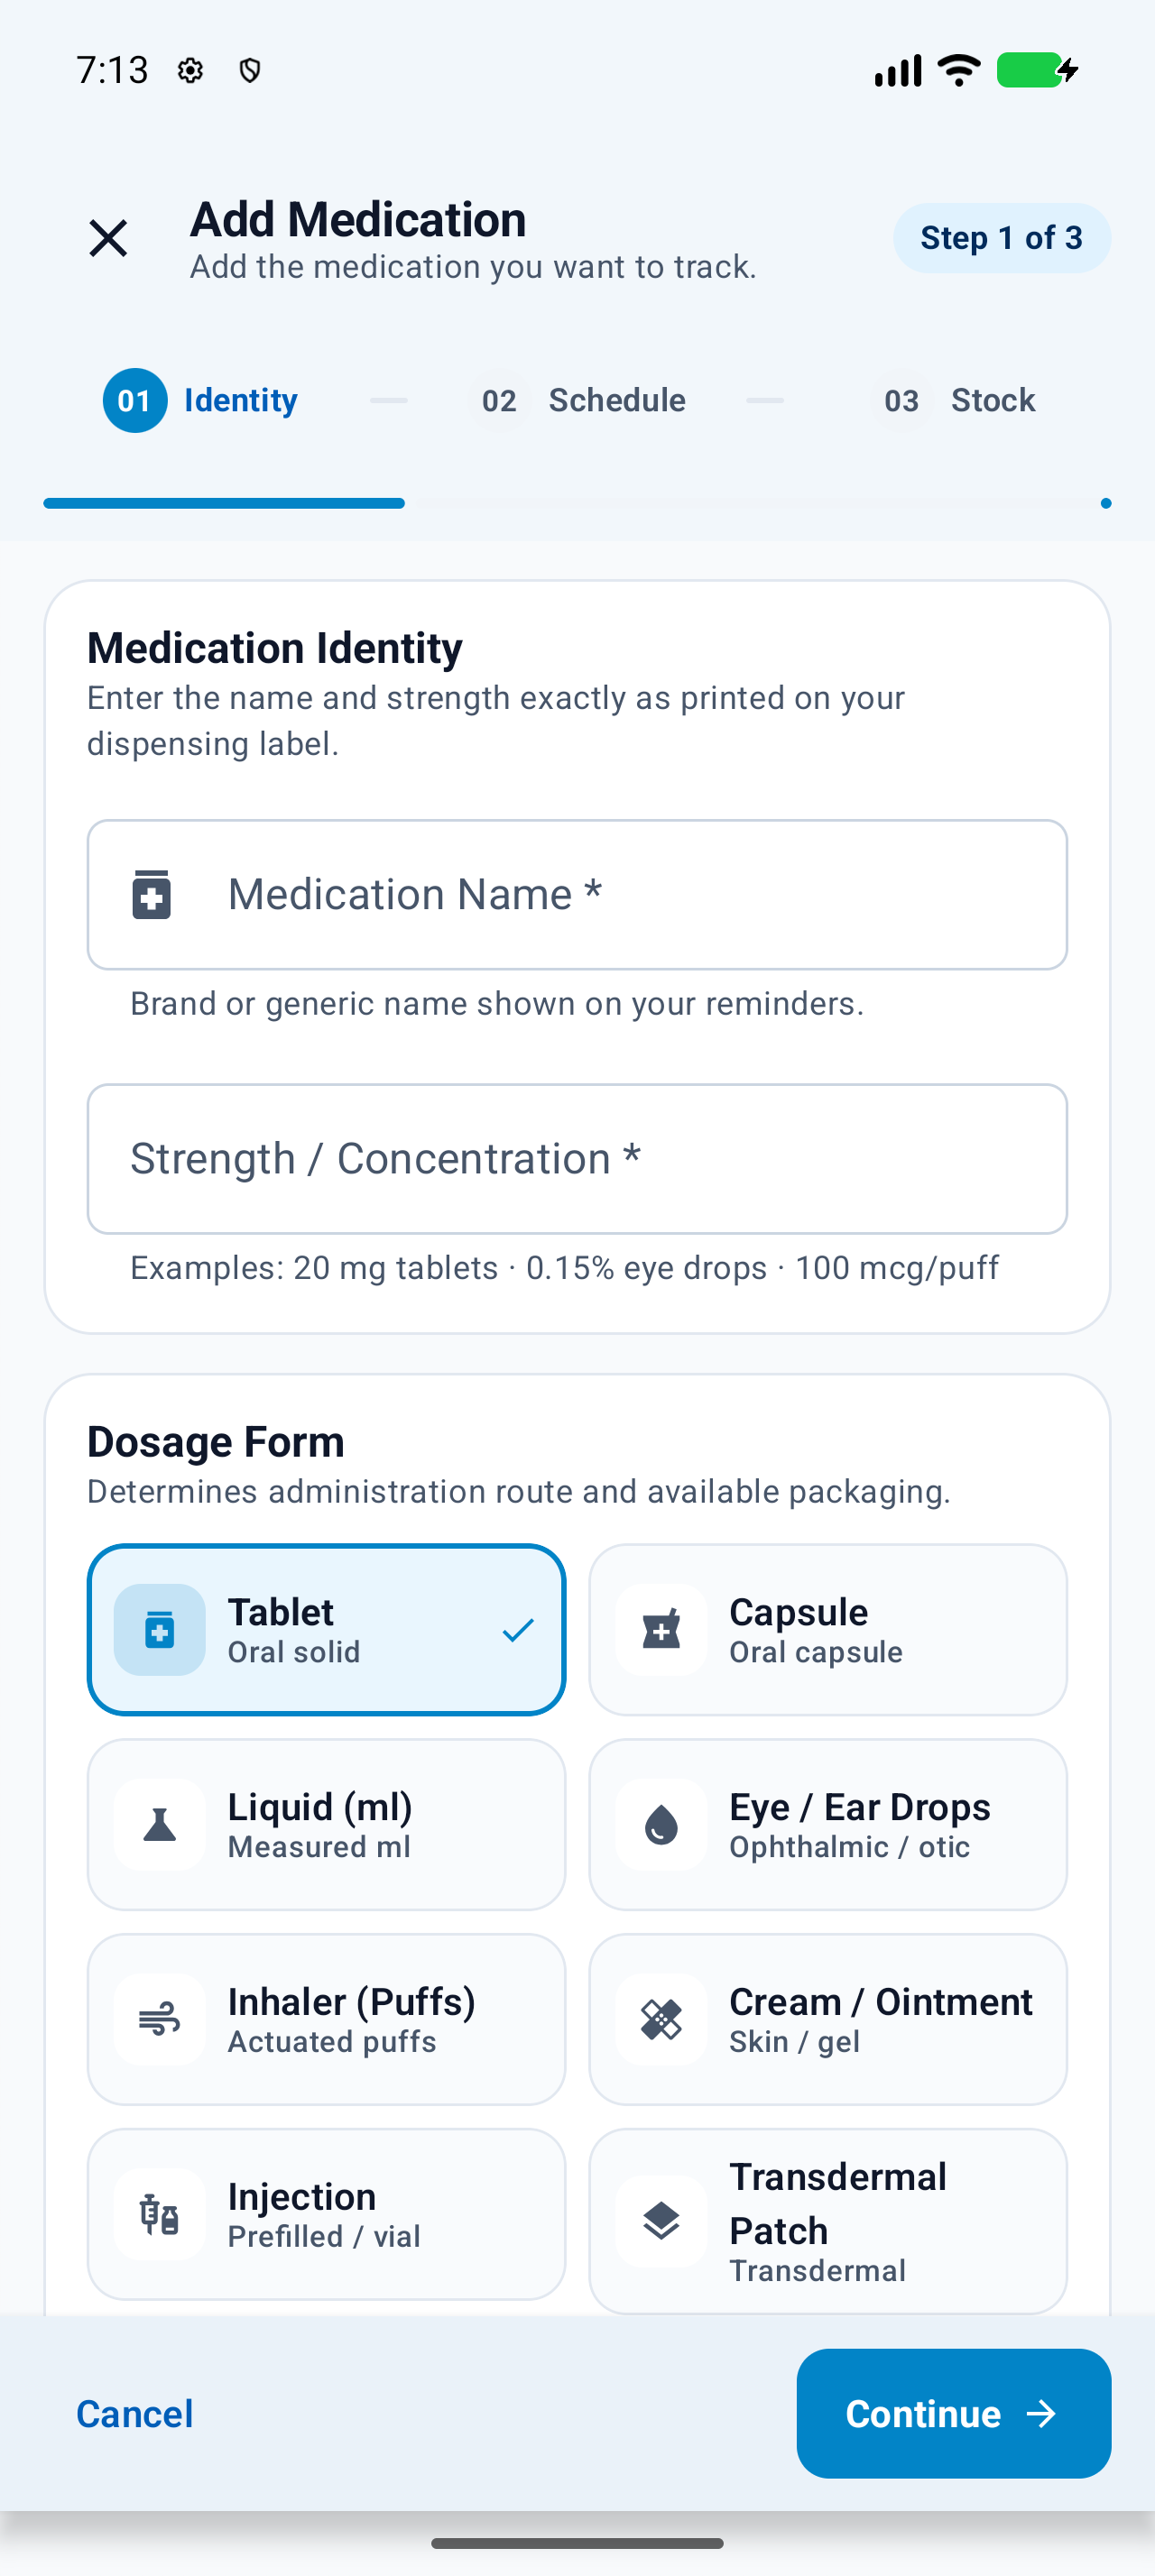 7:13
Add Medication
Add the medication you want to track.
Step 1 of 3
01 Identity
02 Schedule
03 Stock
Medication Identity
Enter the name and strength exactly as printed on your
dispensing label.
Medication Name *
Brand or generic name shown on your reminders.
Strength / Concentration *
Examples: 20 mg tablets · 0.15% eye drops · 100 mcg/puff
Dosage Form
Determines administration route and available packaging.
Tablet
Oral solid
Capsule
Oral capsule
Liquid (ml)
Measured ml
Eye / Ear Drops
Ophthalmic / otic
Inhaler (Puffs)
Actuated puffs
Cream / Ointment
Skin / gel
Injection
Prefilled / vial
Transdermal
Patch
Transdermal
Cancel
Continue